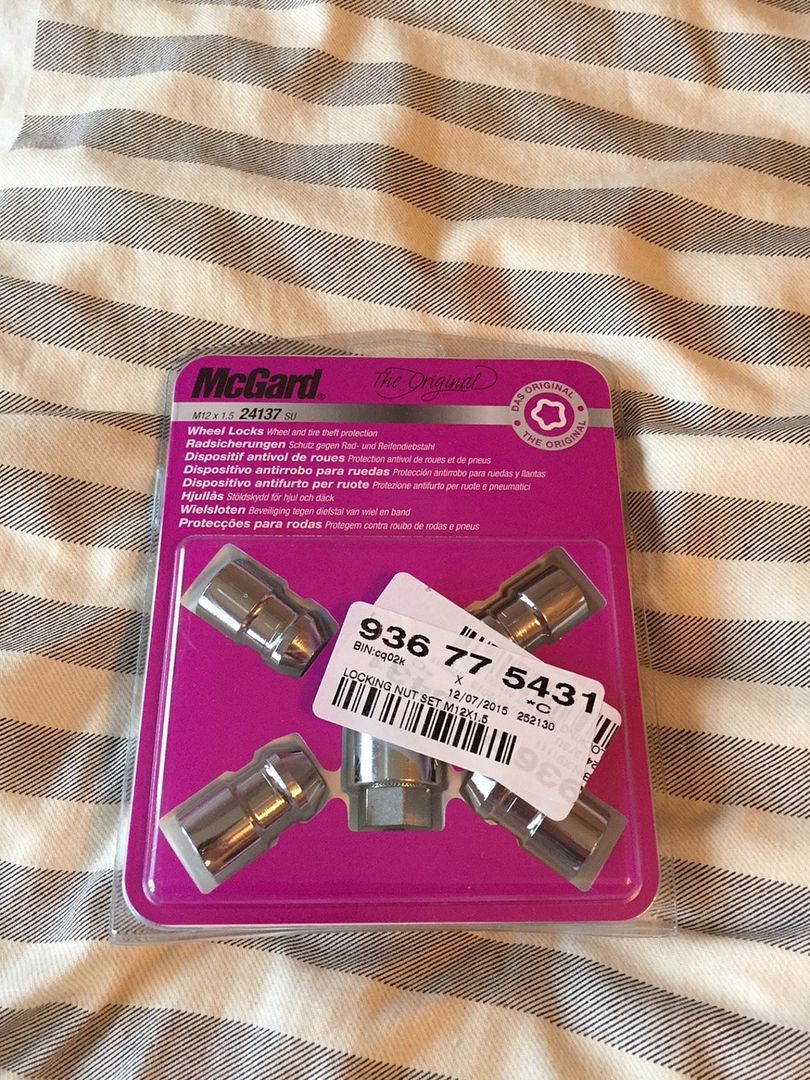 McGard®
The Original
M12 x 1.5 24137 SU
DAS ORIGINAL
THE ORIGINAL
Wheel Locks Wheel and tire theft protection
Radsicherungen Schutz gegen Rad- und Reifendiebstahl
Dispositif antivol de roues Protection antivol de roues et de pneus
Dispositivo antirrobo para ruedas Protección antirrobo para ruedas y llantas
Dispositivo antifurto per ruote Protezione antifurto per ruote e pneumatici
Hjullås Stöldskydd för hjul och däck
Wielsloten Beveiliging tegen diefstal van wiel en band
Protecções para rodas Protegem contra roubo de rodas e pneus
936 77 5431
BIN:cq02k
X
*C
12/07/2015 252130
LOCKING NUT SET M12X1.5
936